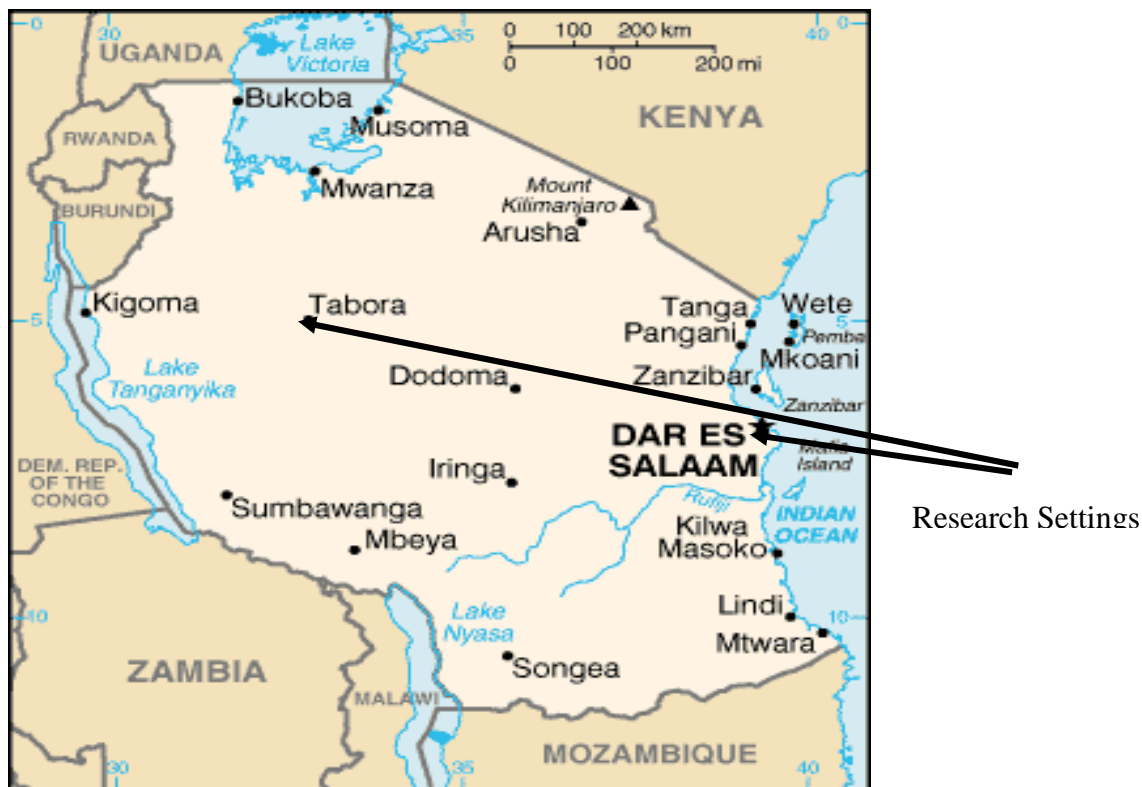 0
30
35
0 100 200 km
0 100 200 mi
40
0
UGANDA
Lake
Victoria
KENYA
Bukoba
Musoma
RWANDA
Mwanza
Mount
Kilimanjaro
Arusha
BURUNDI
Kigoma
Tabora
Tanga
Wete
5
5
Pangani
Pemba
Mkoani
Lake
Tanganyika
Dodoma
Zanzibar
Zanzibar
DAR ES
SALAAM
Mafia
Island
DEM. REP.
OF THE
CONGO
Iringa
Rufiji
Sumbawanga
Kilwa
Masoko
INDIAN
OCEAN
Research Settings
Mbeya
Lake
Nyasa
Lindi
10
10
Mtwara
Songea
ZAMBIA
MALAWI
MOZAMBIQUE
30
35
40